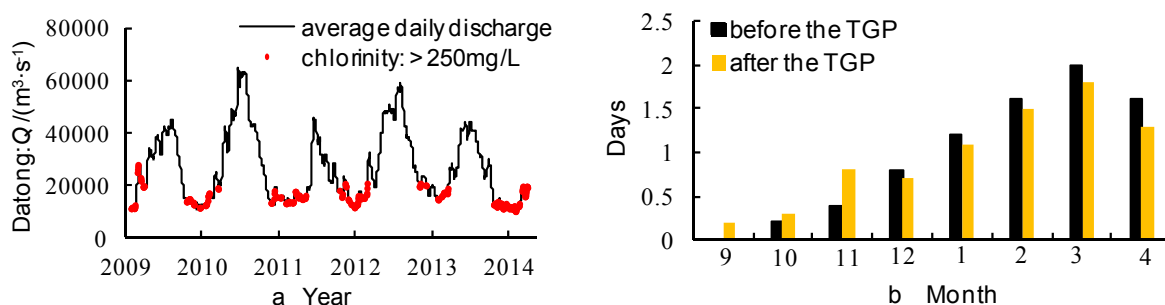 80000
60000
40000
20000
0
Datong: Q /(m³·s⁻¹)
average daily discharge
chlorinity: > 250mg/L
2009 2010 2011 2012 2013 2014
a Year
2.5
2
1.5
1
0.5
0
Days
before the TGP
after the TGP
9 10 11 12 1 2 3 4
b Month